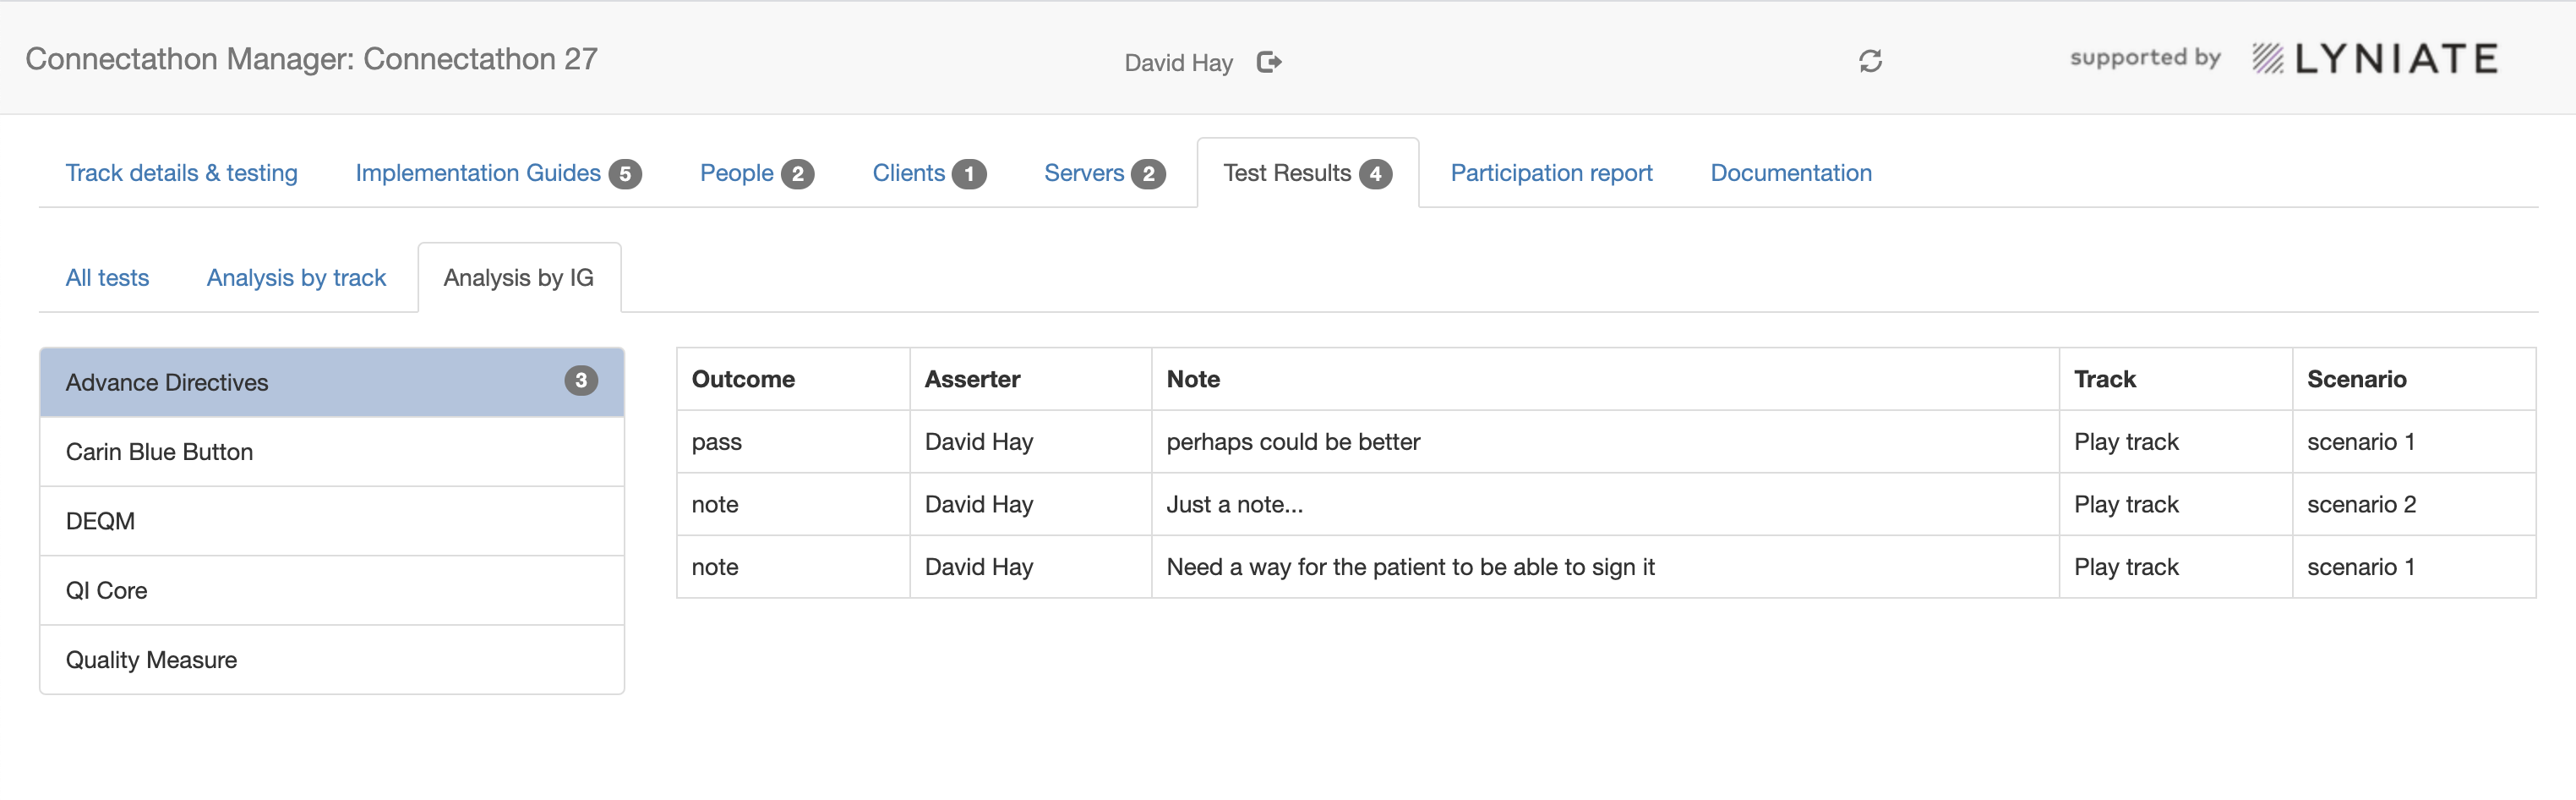 Connectathon Manager: Connectathon 27
David Hay
supported by LYNIATE
Track details & testing Implementation Guides 5 People 2 Clients 1 Servers 2 Test Results 4 Participation report Documentation
All tests Analysis by track Analysis by IG
Advance Directives 3
Carin Blue Button
DEQM
QI Core
Quality Measure
Outcome Asserter Note Track Scenario
pass David Hay perhaps could be better Play track scenario 1
note David Hay Just a note... Play track scenario 2
note David Hay Need a way for the patient to be able to sign it Play track scenario 1